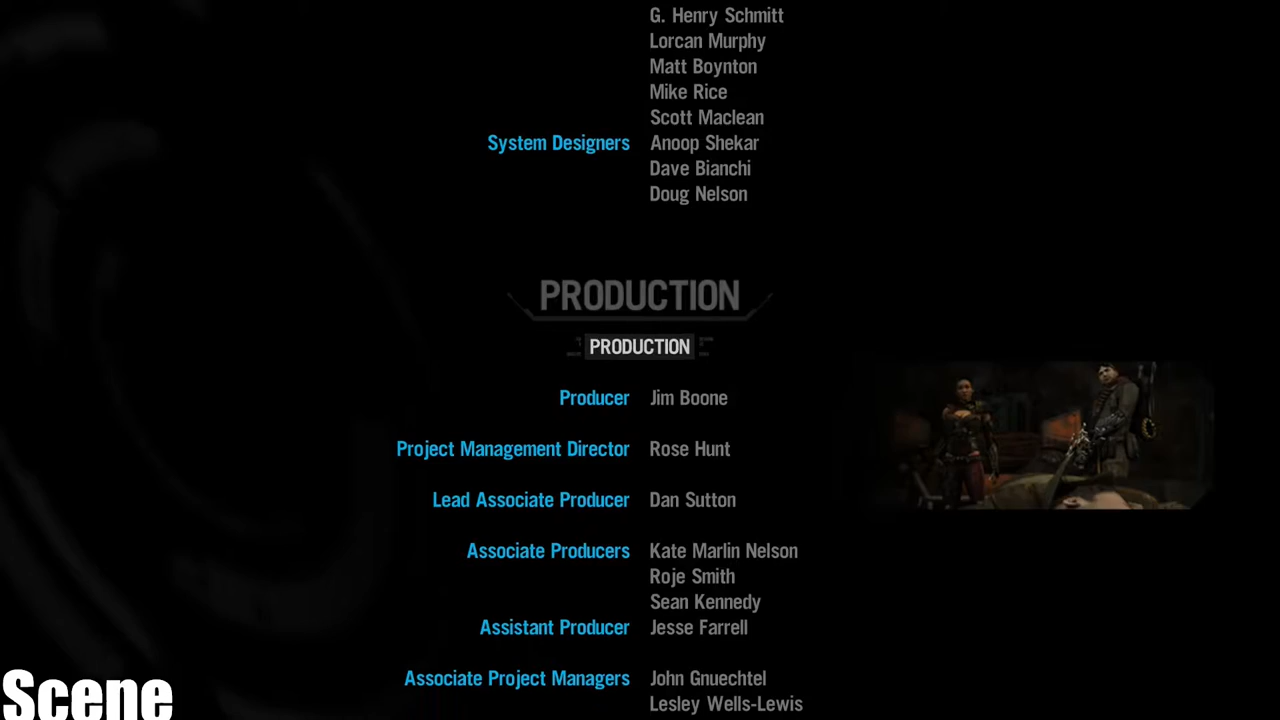 G. Henry Schmitt
Lorcan Murphy
Matt Boynton
Mike Rice
Scott Maclean
System Designers Anoop Shekar
Dave Bianchi
Doug Nelson
PRODUCTION
PRODUCTION
Producer Jim Boone
Project Management Director Rose Hunt
Lead Associate Producer Dan Sutton
Associate Producers Kate Marlin Nelson
Roje Smith
Sean Kennedy
Assistant Producer Jesse Farrell
Associate Project Managers John Gnuechtel
Lesley Wells-Lewis
Scene